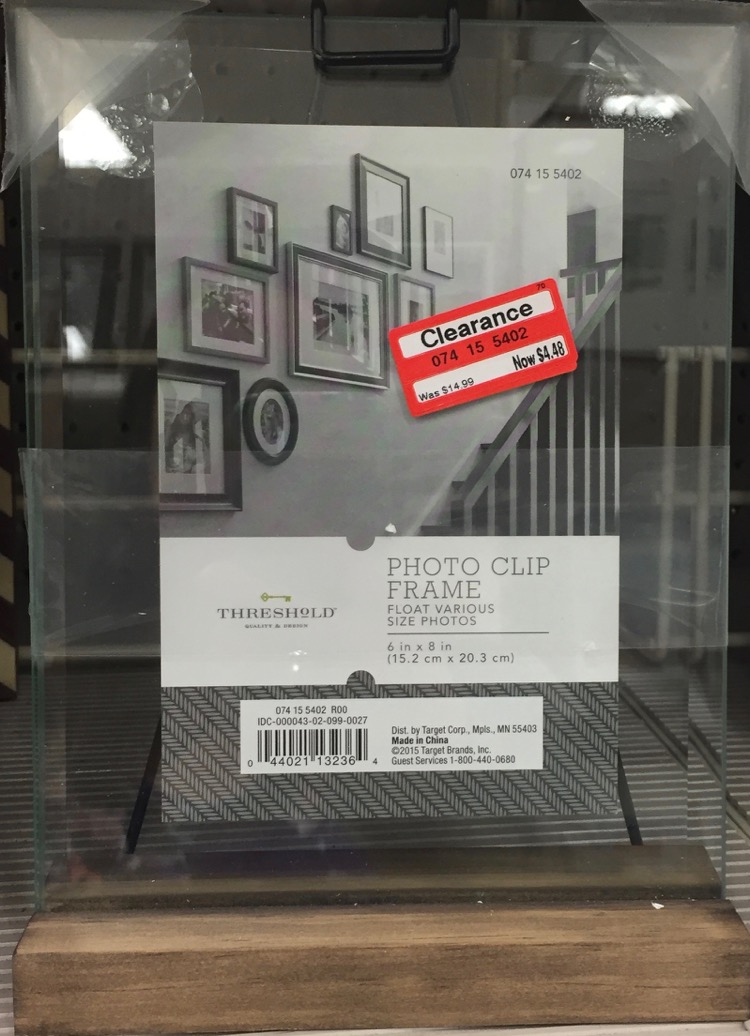 074 15 5402
70
Clearance
074 15 5402
Was $14.99 Now $4.48
THRESHOLD™
QUALITY & DESIGN
PHOTO CLIP
FRAME
FLOAT VARIOUS
SIZE PHOTOS
6 in x 8 in
(15.2 cm x 20.3 cm)
074 15 5402 R00
IDC-000043-02-099-0027
0 44021 13236 4
Dist. by Target Corp., Mpls., MN 55403
Made in China
©2015 Target Brands, Inc.
Guest Services 1-800-440-0680